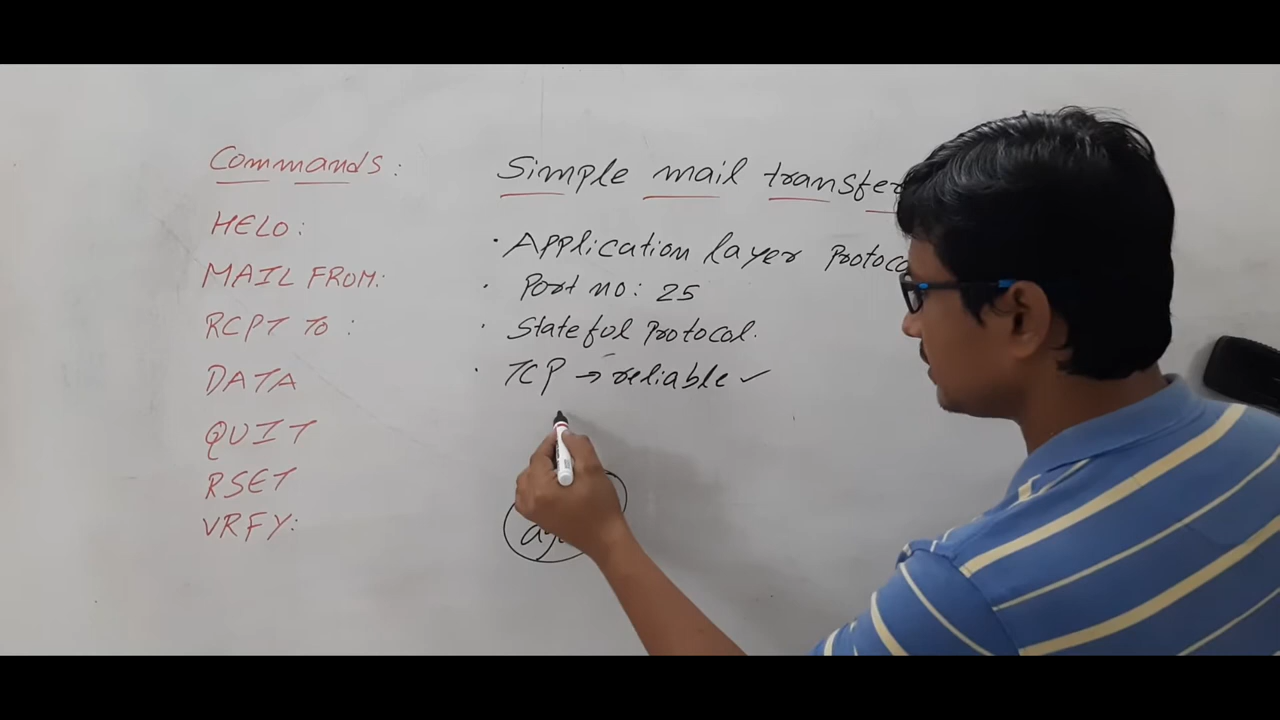 Commands:
HELO:
MAIL FROM:
RCPT TO:
DATA
QUIT
RSET
VRFY:
Simple mail transfer
. Application layer Protoco
. Port no: 25
. Stateful Protocol.
. TCP → reliable ✓